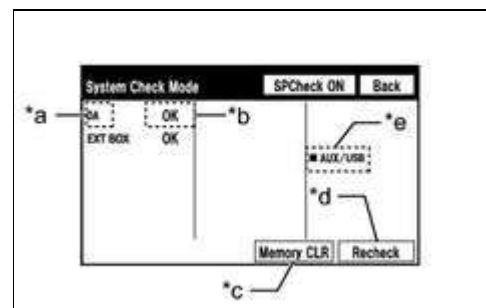 System Check Mode SPCheck ON Back
*a DA OK *b
*e
EXT BOX OK
■ AUX/USB
*d
Memory CLR Recheck
*c